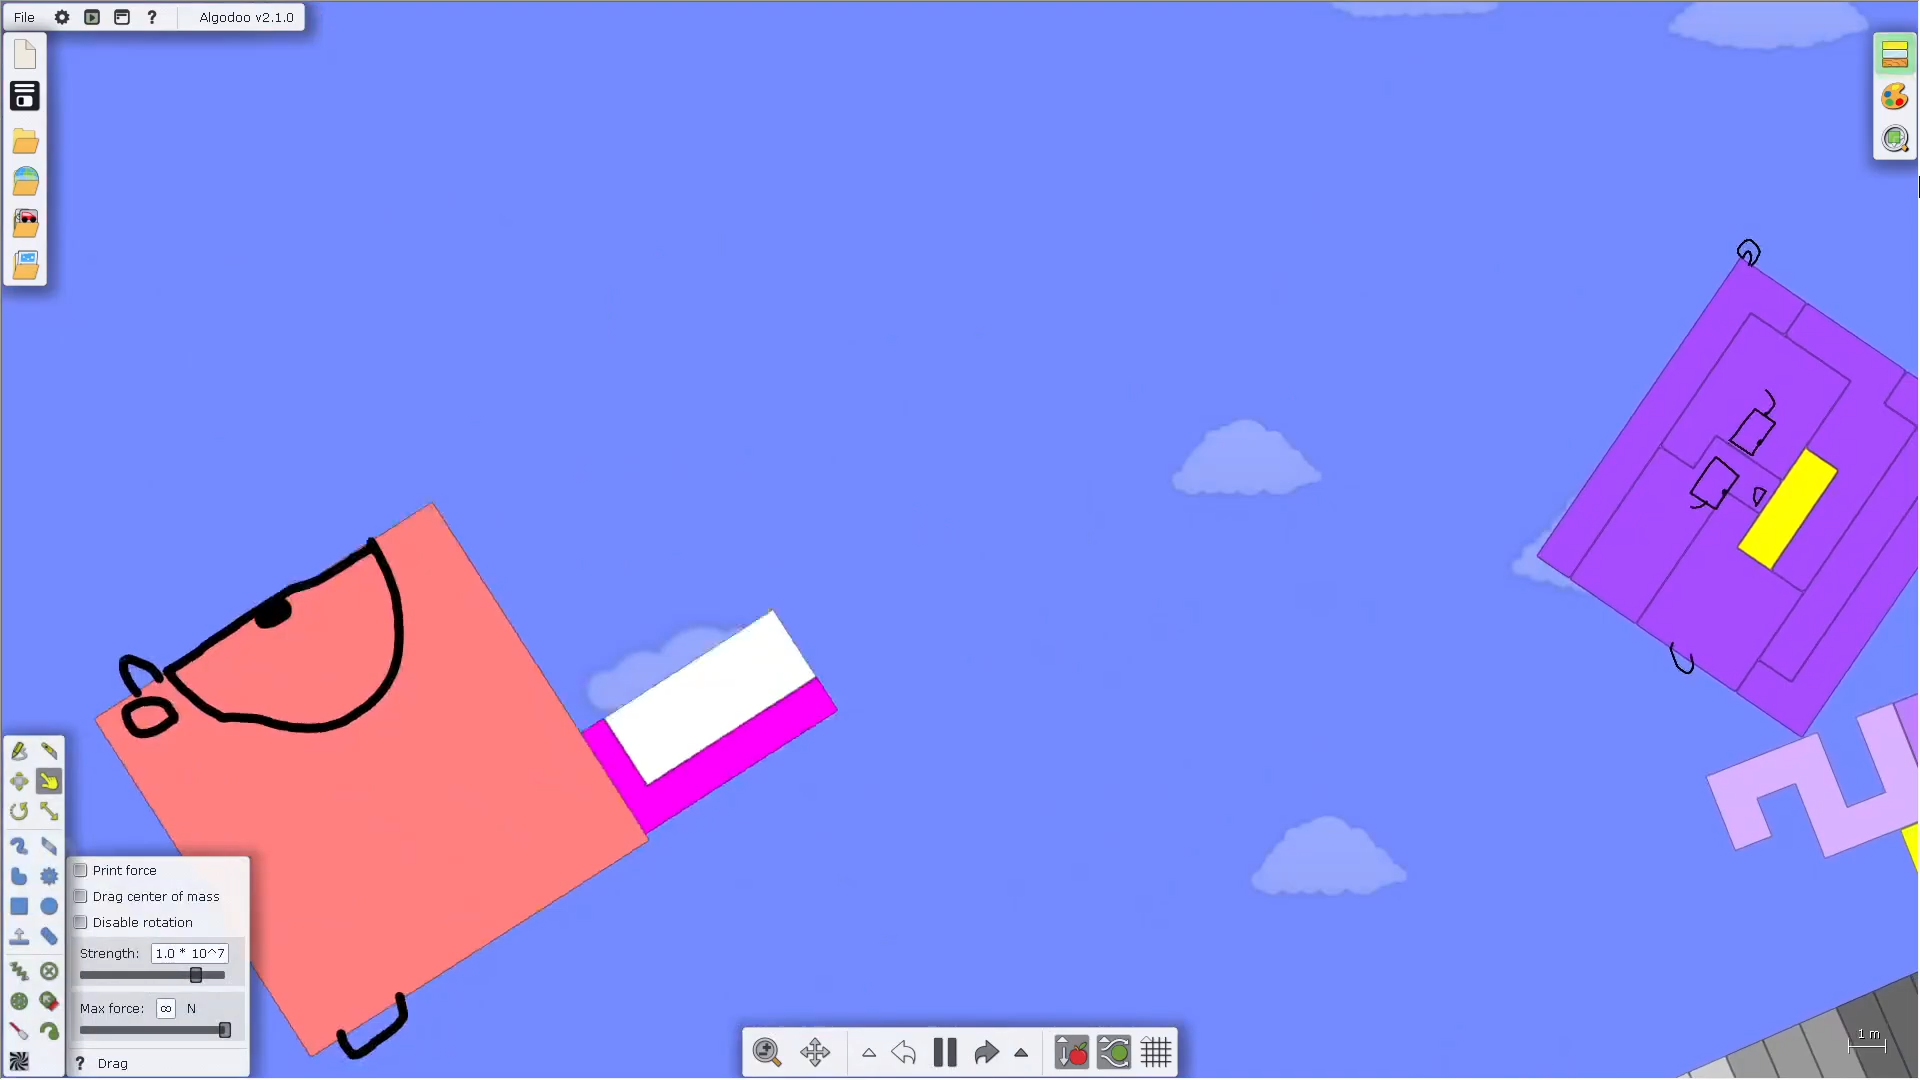 File ? Algodoo v2.1.0
Print force
Drag center of mass
Disable rotation
Strength: 1.0 * 10^7
Max force: ∞ N
? Drag
1 m